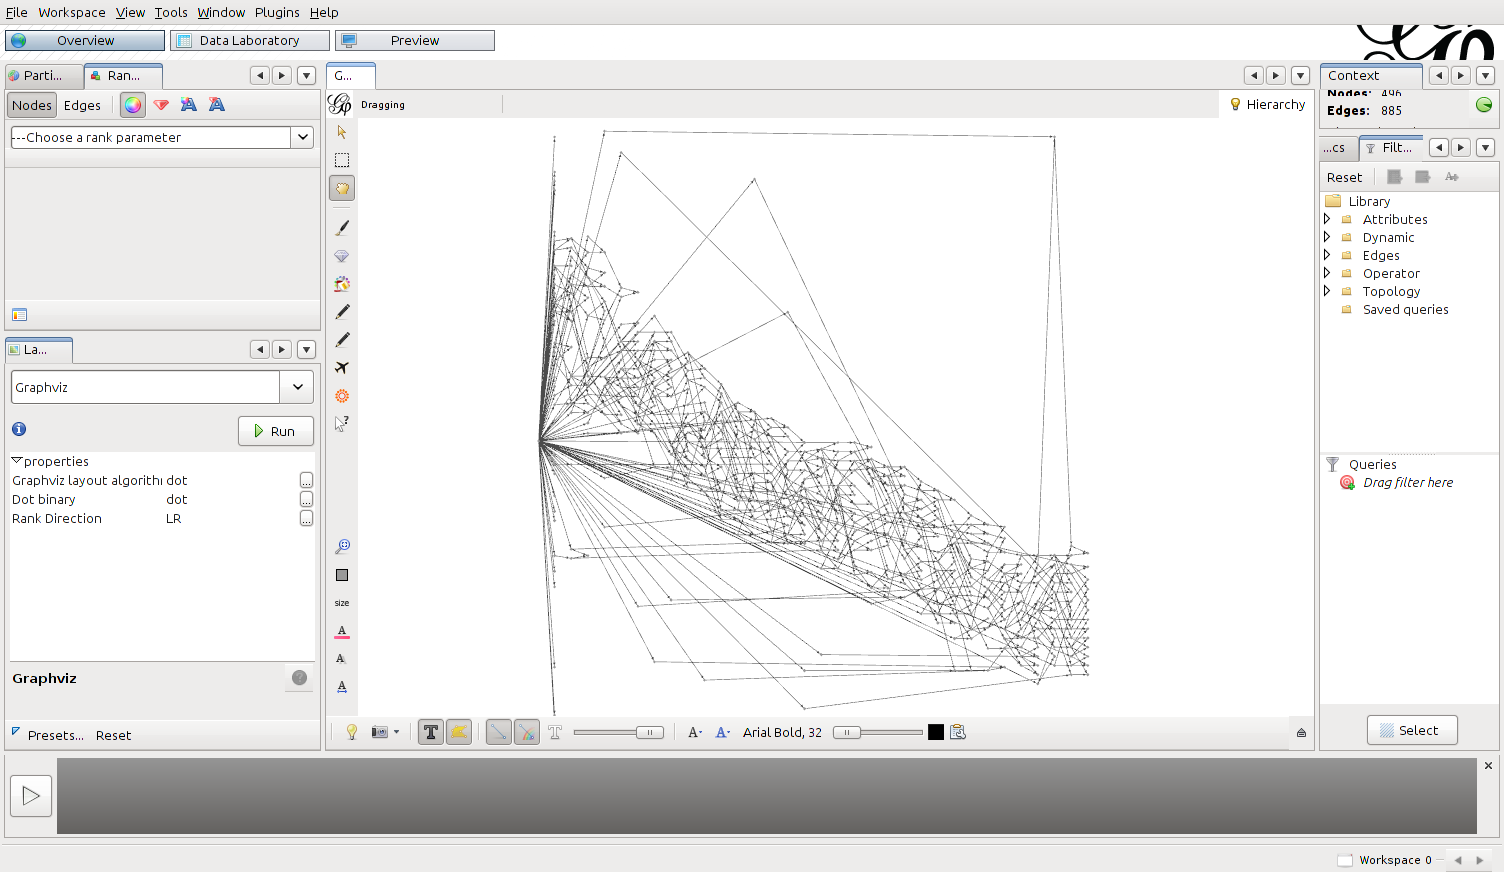 File Workspace View Tools Window Plugins Help
Overview Data Laboratory Preview
Parti... Ran...
Nodes Edges
---Choose a rank parameter
La...
Graphviz
Run
properties
Graphviz layout algorith dot
Dot binary dot
Rank Direction LR
Graphviz
Presets... Reset
G...
Dragging
Hierarchy
size
A
A
A
T T A A Arial Bold, 32
Context
Nodes: 496
Edges: 885
...cs Filt...
Reset
Library
Attributes
Dynamic
Edges
Operator
Topology
Saved queries
Queries
Drag filter here
Select
Workspace 0